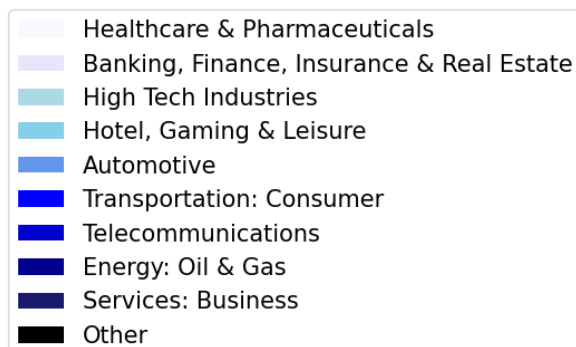 Healthcare & Pharmaceuticals
Banking, Finance, Insurance & Real Estate
High Tech Industries
Hotel, Gaming & Leisure
Automotive
Transportation: Consumer
Telecommunications
Energy: Oil & Gas
Services: Business
Other